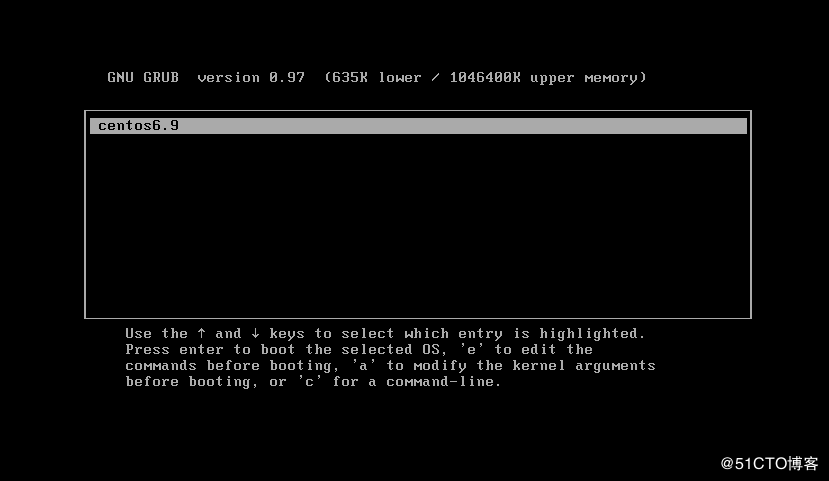 GNU GRUB  version 0.97  (635K lower / 1046400K upper memory)
centos6.9
Use the ↑ and ↓ keys to select which entry is highlighted.
Press enter to boot the selected OS, 'e' to edit the
commands before booting, 'a' to modify the kernel arguments
before booting, or 'c' for a command-line.
@51CTO博客